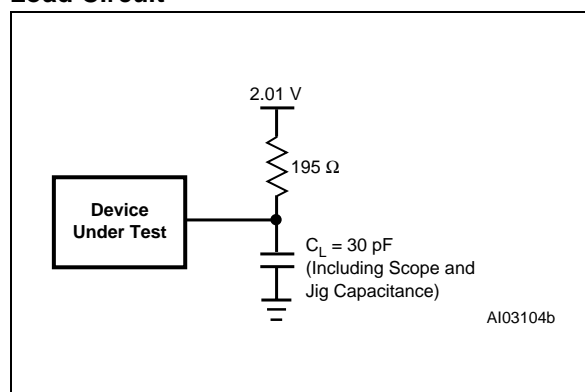 Load Circuit
2.01 V
195 Ω
Device
Under Test
C_L = 30 pF
(Including Scope and
Jig Capacitance)
AI03104b